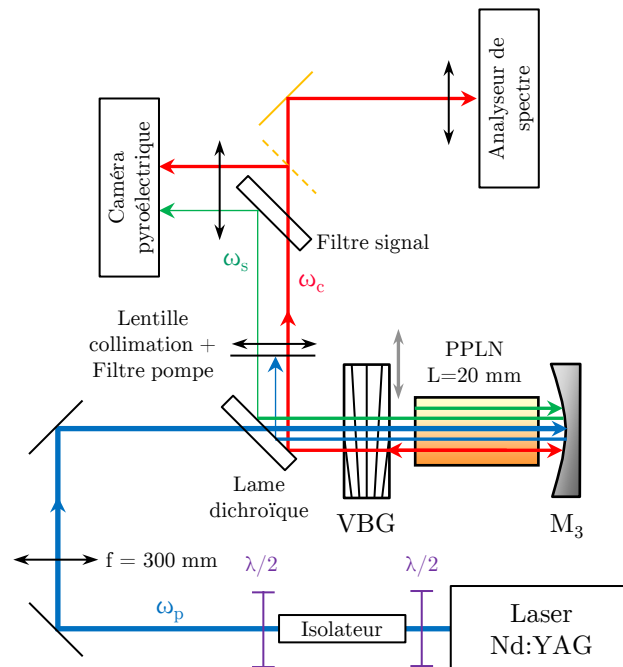 Analyseur de
spectre
Caméra
pyroélectrique
Filtre signal
ωs
ωc
Lentille
collimation +
Filtre pompe
PPLN
L=20 mm
Lame
dichroïque
VBG
M3
f = 300 mm
λ/2
λ/2
ωp
Isolateur
Laser
Nd:YAG